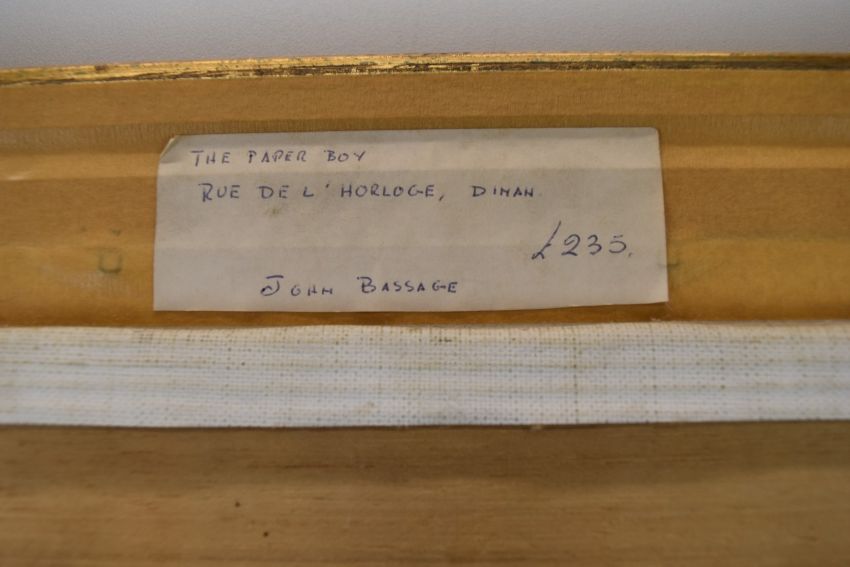 THE PAPER BOY
RUE DE L'HORLOGE, DINAN.
£235.
JOHN BASSAGE